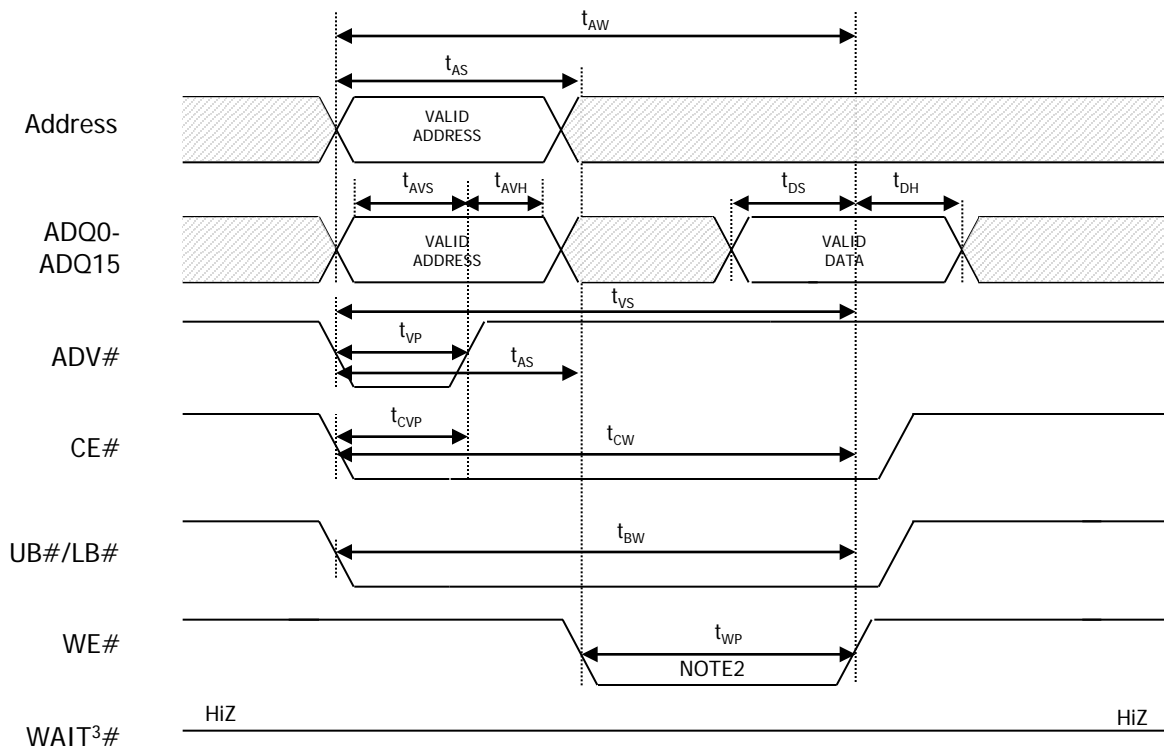 tAW
tAS
Address
VALID
ADDRESS
tAVS
tAVH
tDS
tDH
ADQ0-
ADQ15
VALID
ADDRESS
VALID
DATA
tVS
ADV#
tVP
tAS
CE#
tCVP
tCW
UB#/LB#
tBW
WE#
tWP
NOTE2
HiZ
HiZ
WAIT³#